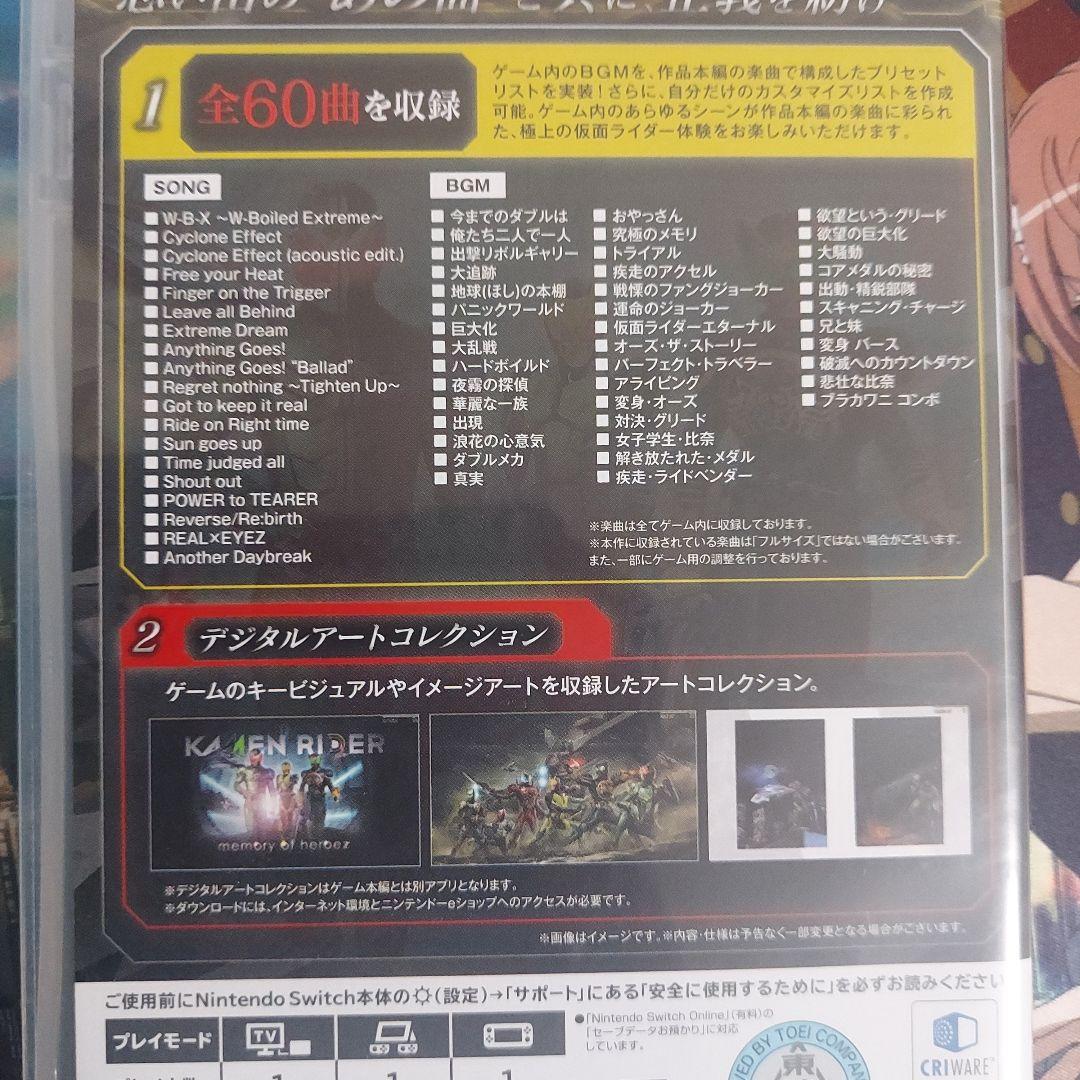 1
全60曲を収録
ゲーム内のBGMを、作品本編の楽曲で構成したプリセット
リストを実装!さらに、自分だけのカスタマイズリストを作成
可能。ゲーム内のあらゆるシーンが作品本編の楽曲に彩られ
た、極上の仮面ライダー体験をお楽しみいただけます。
SONG
W-B-X ~W-Boiled Extreme~
Cyclone Effect
Cyclone Effect (acoustic edit.)
Free your Heat
Finger on the Trigger
Leave all Behind
Extreme Dream
Anything Goes!
Anything Goes! "Ballad"
Regret nothing ~Tighten Up~
Got to keep it real
Ride on Right time
Sun goes up
Time judged all
Shout out
POWER to TEARER
Reverse/Re:birth
REAL×EYEZ
Another Daybreak
BGM
今までのダブルは
俺たち二人で一人
出撃リボルギャリー
大追跡
地球(ほし)の本棚
パニックワールド
巨大化
大乱戦
ハードボイルド
夜霧の探偵
華麗な一族
出現
浪花の心意気
ダブルメカ
真実
おやっさん
究極のメモリ
トライアル
疾走のアクセル
戦慄のファングジョーカー
運命のジョーカー
仮面ライダーエターナル
オーズ・ザ・ストーリー
パーフェクト・トラベラー
アライビング
変身・オーズ
対決・グリード
女子学生・比奈
解き放たれた・メダル
疾走・ライドベンダー
欲望という・グリード
欲望の巨大化
大騒動
コアメダルの秘密
出動・精鋭部隊
スキャニング・チャージ
兄と妹
変身 バース
破滅へのカウントダウン
悲壮な比奈
ブラカワニ コンボ
※楽曲は全てゲーム内に収録しております。
※本作に収録されている楽曲は「フルサイズ」ではない場合がございます。
また、一部にゲーム用の調整を行っております。
2
デジタルアートコレクション
ゲームのキービジュアルやイメージアートを収録したアートコレクション。
KAMEN RIDER
memory of heroez
※デジタルアートコレクションはゲーム本編とは別アプリとなります。
※ダウンロードには、インターネット環境とニンテンドーeショップへのアクセスが必要です。
※画像はイメージです。※内容・仕様は予告なく一部変更となる場合がございます。
ご使用前にNintendo Switch本体の(設定)→「サポート」にある「安全に使用するために」を必ずお読みください
プレイモード
TV
●「Nintendo Switch Online」(有料)の
「セーブデータお預かり」に対応
しています。
BY TOEI COMPAN
CRIWARE